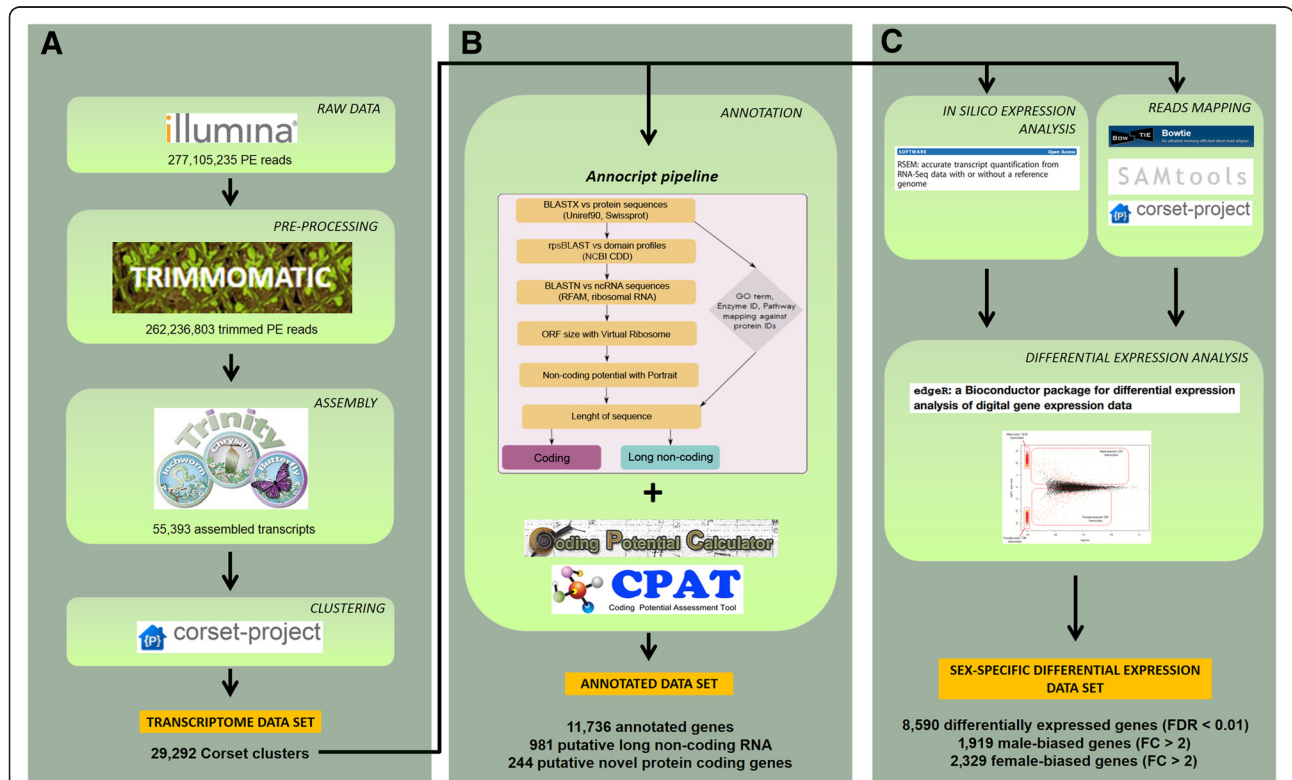 A
RAW DATA
illumina®
277,105,235 PE reads
PRE-PROCESSING
TRIMMOMATIC
262,236,803 trimmed PE reads
ASSEMBLY
Trinity
Inchworm
Chrysalis
Butterfly
55,393 assembled transcripts
CLUSTERING
{P} corset-project
TRANSCRIPTOME DATA SET
29,292 Corset clusters
B
ANNOTATION
Annocript pipeline
BLASTX vs protein sequences
(Uniref90, Swissprot)
rpsBLAST vs domain profiles
(NCBI CDD)
BLASTN vs ncRNA sequences
(RFAM, ribosomal RNA)
ORF size with Virtual Ribosome
Non-coding potential with Portrait
Lenght of sequence
GO term,
Enzyme ID, Pathway
mapping against
protein IDs
Coding
Long non-coding
+
Coding Potential Calculator
CPAT
Coding Potential Assessment Tool
ANNOTATED DATA SET
11,736 annotated genes
981 putative long non-coding RNA
244 putative novel protein coding genes
C
IN SILICO EXPRESSION
ANALYSIS
SOFTWARE Open Access
RSEM: accurate transcript quantification from
RNA-Seq data with or without a reference
genome
READS MAPPING
BOW TIE
Bowtie
SAMtools
{P} corset-project
DIFFERENTIAL EXPRESSION ANALYSIS
edgeR: a Bioconductor package for differential expression
analysis of digital gene expression data
SEX-SPECIFIC DIFFERENTIAL EXPRESSION
DATA SET
8,590 differentially expressed genes (FDR < 0.01)
1,919 male-biased genes (FC > 2)
2,329 female-biased genes (FC > 2)